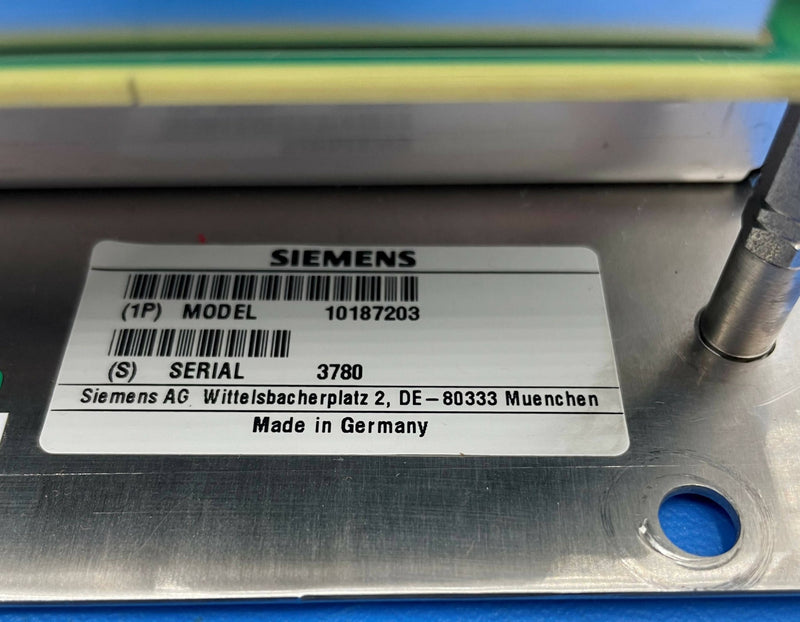 SIEMENS
(1P) MODEL 10187203
(S) SERIAL 3780
Siemens AG Wittelsbacherplatz 2, DE-80333 Muenchen
Made in Germany